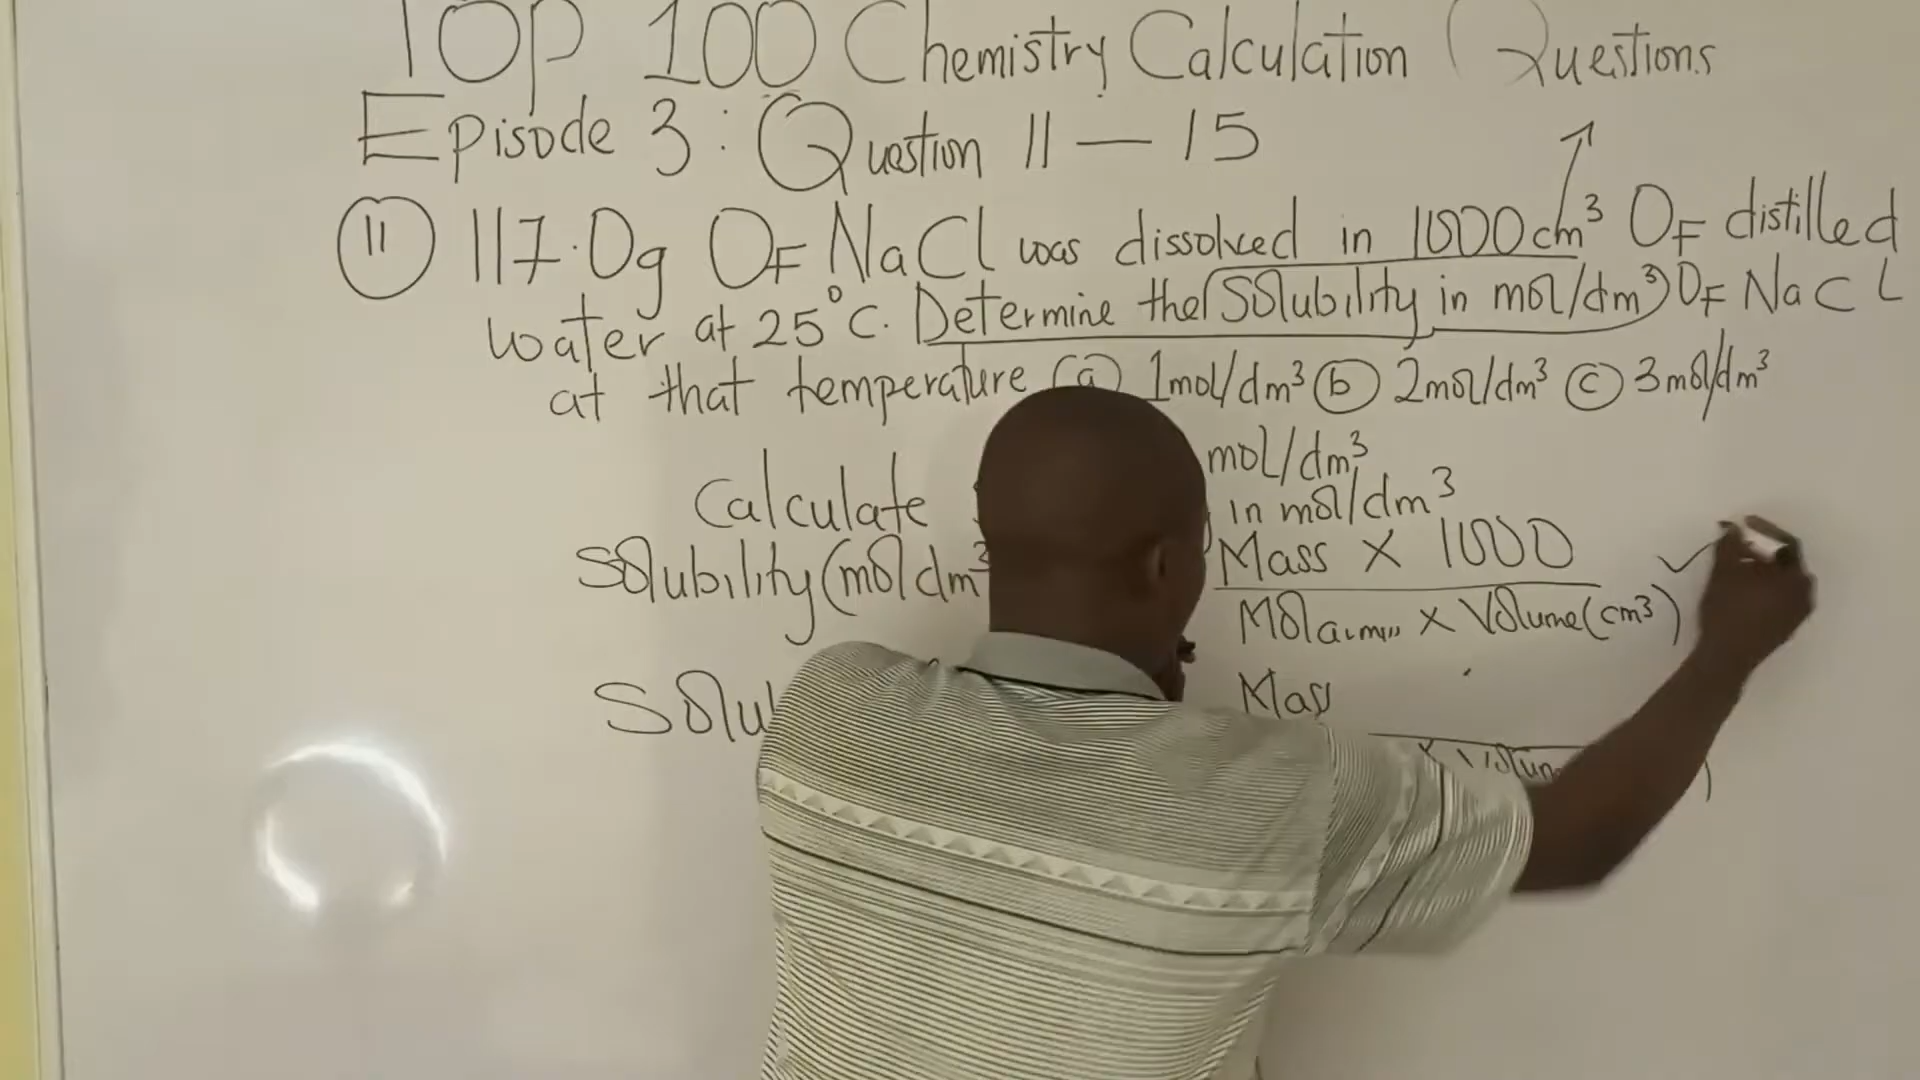 TOP 100 Chemistry Calculation Questions
Episode 3: Question 11 — 15
11 117.0g OF NaCl was dissolved in 1000cm³ OF distilled
water at 25°C. Determine the Solubility in mol/dm³ OF NaCl
at that temperature (a) 1mol/dm³ (b) 2mol/dm³ (c) 3mol/dm³
mol/dm³
Calculate in mol/dm³
Solubility (mol dm³ Mass X 1000
Molar X Volume (cm³)
Mass